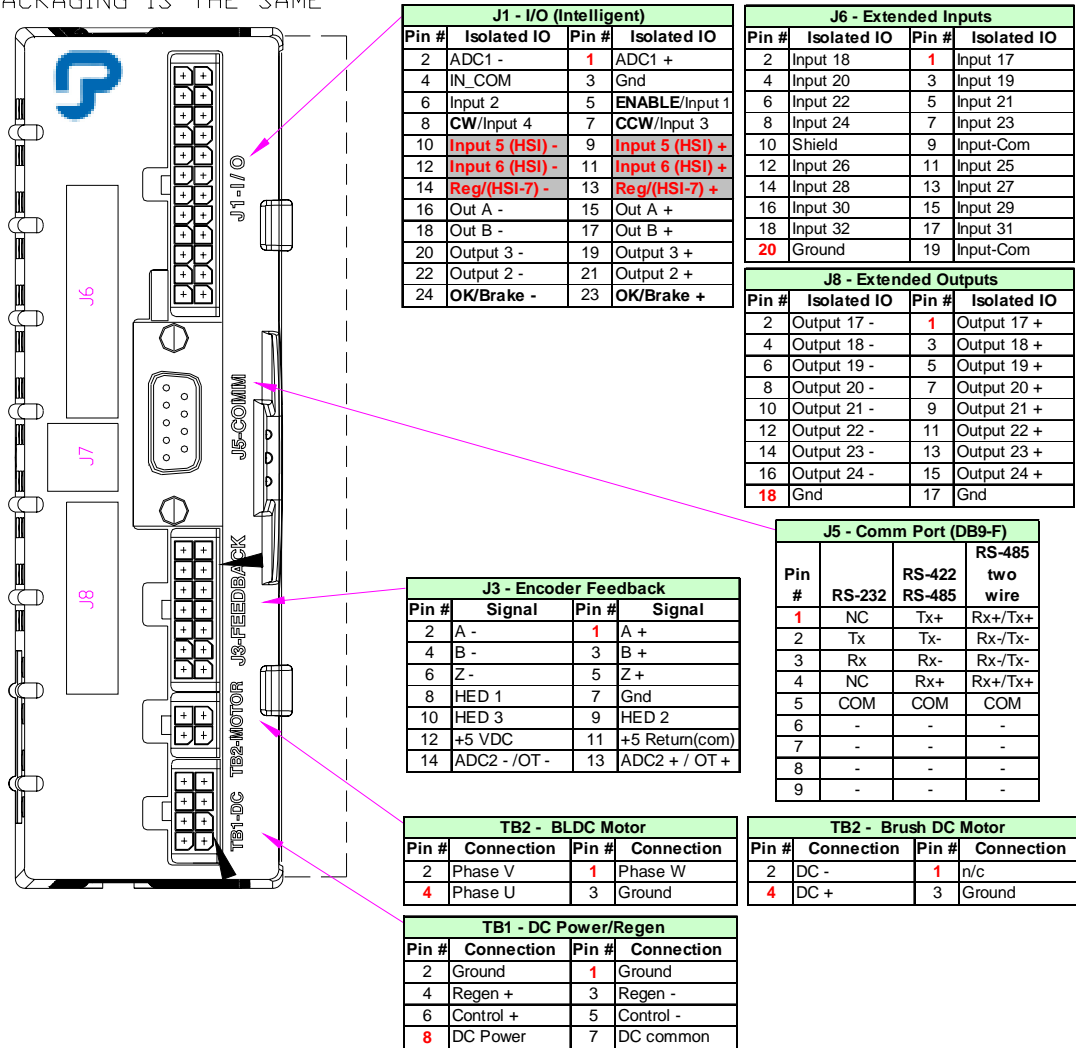 ACKAGING IS THE SAME
J1 - I/O (Intelligent)
Pin # Isolated IO Pin # Isolated IO
2 ADC1 - 1 ADC1 +
4 IN_COM 3 Gnd
6 Input 2 5 ENABLE/Input 1
8 CW/Input 4 7 CCW/Input 3
10 Input 5 (HSI) - 9 Input 5 (HSI) +
12 Input 6 (HSI) - 11 Input 6 (HSI) +
14 Reg/(HSI-7) - 13 Reg/(HSI-7) +
16 Out A - 15 Out A +
18 Out B - 17 Out B +
20 Output 3 - 19 Output 3 +
22 Output 2 - 21 Output 2 +
24 OK/Brake - 23 OK/Brake +
J6 - Extended Inputs
Pin # Isolated IO Pin # Isolated IO
2 Input 18 1 Input 17
4 Input 20 3 Input 19
6 Input 22 5 Input 21
8 Input 24 7 Input 23
10 Shield 9 Input-Com
12 Input 26 11 Input 25
14 Input 28 13 Input 27
16 Input 30 15 Input 29
18 Input 32 17 Input 31
20 Ground 19 Input-Com
J8 - Extended Outputs
Pin # Isolated IO Pin # Isolated IO
2 Output 17 - 1 Output 17 +
4 Output 18 - 3 Output 18 +
6 Output 19 - 5 Output 19 +
8 Output 20 - 7 Output 20 +
10 Output 21 - 9 Output 21 +
12 Output 22 - 11 Output 22 +
14 Output 23 - 13 Output 23 +
16 Output 24 - 15 Output 24 +
18 Gnd 17 Gnd
J5 - Comm Port (DB9-F)
Pin # RS-232 RS-422 RS-485 RS-485 two wire
1 NC Tx+ Rx+/Tx+
2 Tx Tx- Rx-/Tx-
3 Rx Rx- Rx-/Tx-
4 NC Rx+ Rx+/Tx+
5 COM COM COM
6 - - -
7 - - -
8 - - -
9 - - -
J3 - Encoder Feedback
Pin # Signal Pin # Signal
2 A - 1 A +
4 B - 3 B +
6 Z - 5 Z +
8 HED 1 7 Gnd
10 HED 3 9 HED 2
12 +5 VDC 11 +5 Return(com)
14 ADC2 - /OT - 13 ADC2 + / OT +
TB2 - BLDC Motor
Pin # Connection Pin # Connection
2 Phase V 1 Phase W
4 Phase U 3 Ground
TB2 - Brush DC Motor
Pin # Connection Pin # Connection
2 DC - 1 n/c
4 DC + 3 Ground
TB1 - DC Power/Regen
Pin # Connection Pin # Connection
2 Ground 1 Ground
4 Regen + 3 Regen -
6 Control + 5 Control -
8 DC Power 7 DC common
J1-I/O
J5-COMM
J3-FEEDBACK
TB2-MOTOR
TB1-DC
J6
J7
J8